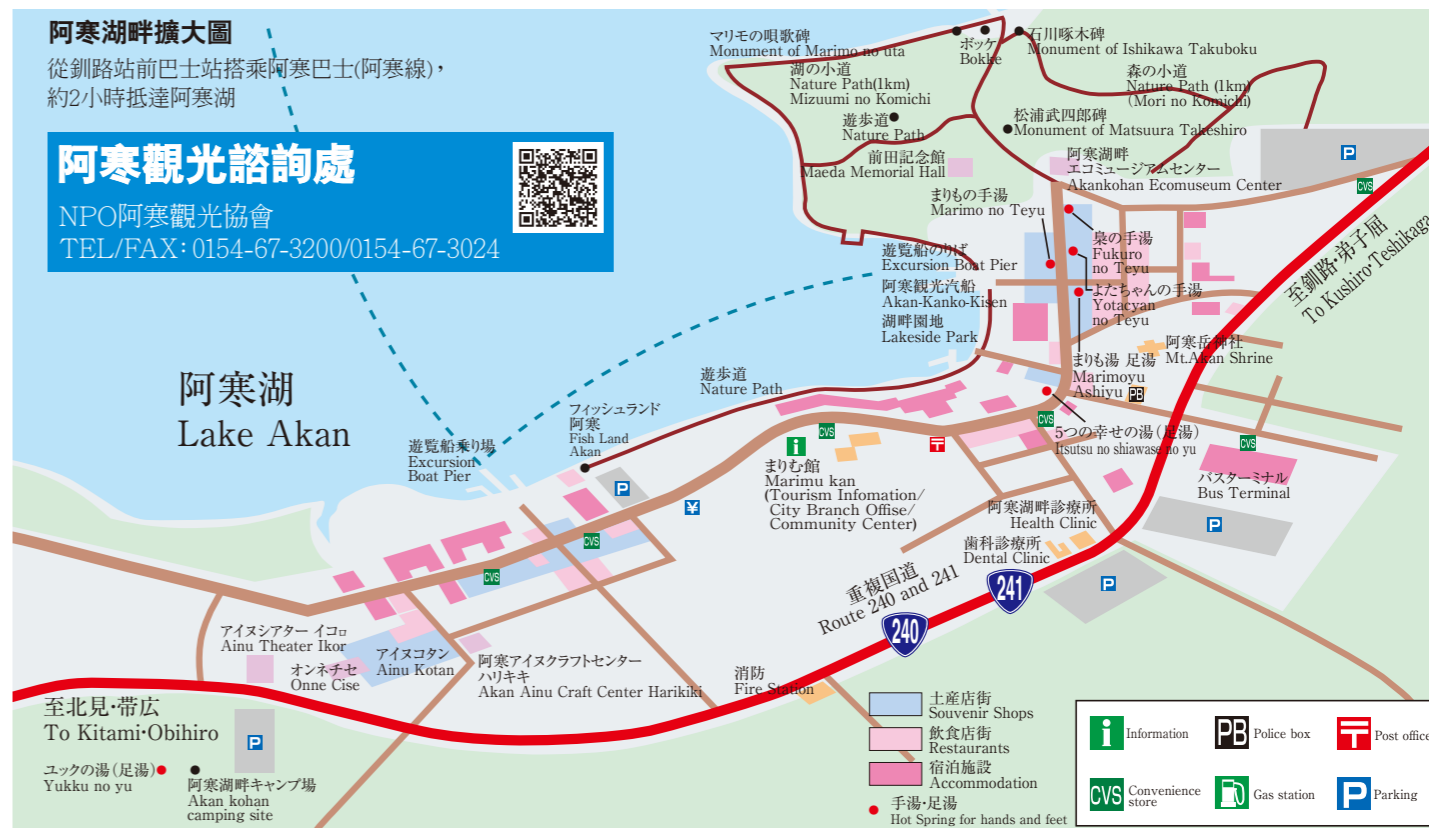 阿寒湖畔擴大圖
從釧路站前巴士站搭乘阿寒巴士(阿寒線)，
約2小時抵達阿寒湖
阿寒觀光諮詢處
NPO阿寒觀光協會
TEL/FAX：0154-67-3200/0154-67-3024
マリモの唄歌碑
Monument of Marimo no uta
ボッケ
Bokke
石川啄木碑
Monument of Ishikawa Takuboku
湖の小道
Nature Path(1km)
Mizuumi no Komichi
森の小道
Nature Path (1km)
(Mori no Komichi)
遊歩道
Nature Path
松浦武四郎碑
Monument of Matsuura Takeshiro
前田記念館
Maeda Memorial Hall
阿寒湖畔
エコミュージアムセンター
Akankohan Ecomuseum Center
P
CVS
まりもの手湯
Marimo no Teyu
梟の手湯
Fukuro
no Teyu
遊覧船のりば
Excursion Boat Pier
阿寒観光汽船
Akan-Kanko-Kisen
よたちゃんの手湯
Yotacyan
no Teyu
至釧路・弟子屈
To Kushiro・Teshikaga
湖畔園地
Lakeside Park
阿寒岳神社
Mt.Akan Shrine
まりも湯 足湯
Marimoyu
Ashiyu
PB
阿寒湖
Lake Akan
遊歩道
Nature Path
フィッシュランド
阿寒
Fish Land
Akan
遊覧船乗り場
Excursion
Boat Pier
CVS
5つの幸せの湯(足湯)
Itsutsu no shiawase no yu
CVS
CVS
まりむ館
Marimu kan
(Tourism Infomation/
City Branch Offise/
Community Center)
バスターミナル
Bus Terminal
P
P
¥
阿寒湖畔診療所
Health Clinic
歯科診療所
Dental Clinic
CVS
CVS
P
重複国道
Route 240 and 241
241
240
アイヌシアター イコㇿ
Ainu Theater Ikor
オンネチセ
Onne Cise
アイヌコタン
Ainu Kotan
阿寒アイヌクラフトセンター
ハリキキ
Akan Ainu Craft Center Harikiki
消防
Fire Station
至北見・帯広
To Kitami・Obihiro
P
ユックの湯(足湯)
Yukku no yu
阿寒湖畔キャンプ場
Akan kohan
camping site
土産店街
Souvenir Shops
飲食店街
Restaurants
宿泊施設
Accommodation
手湯・足湯
Hot Spring for hands and feet
Information
PB Police box
Post office
CVS Convenience
store
Gas station
P Parking